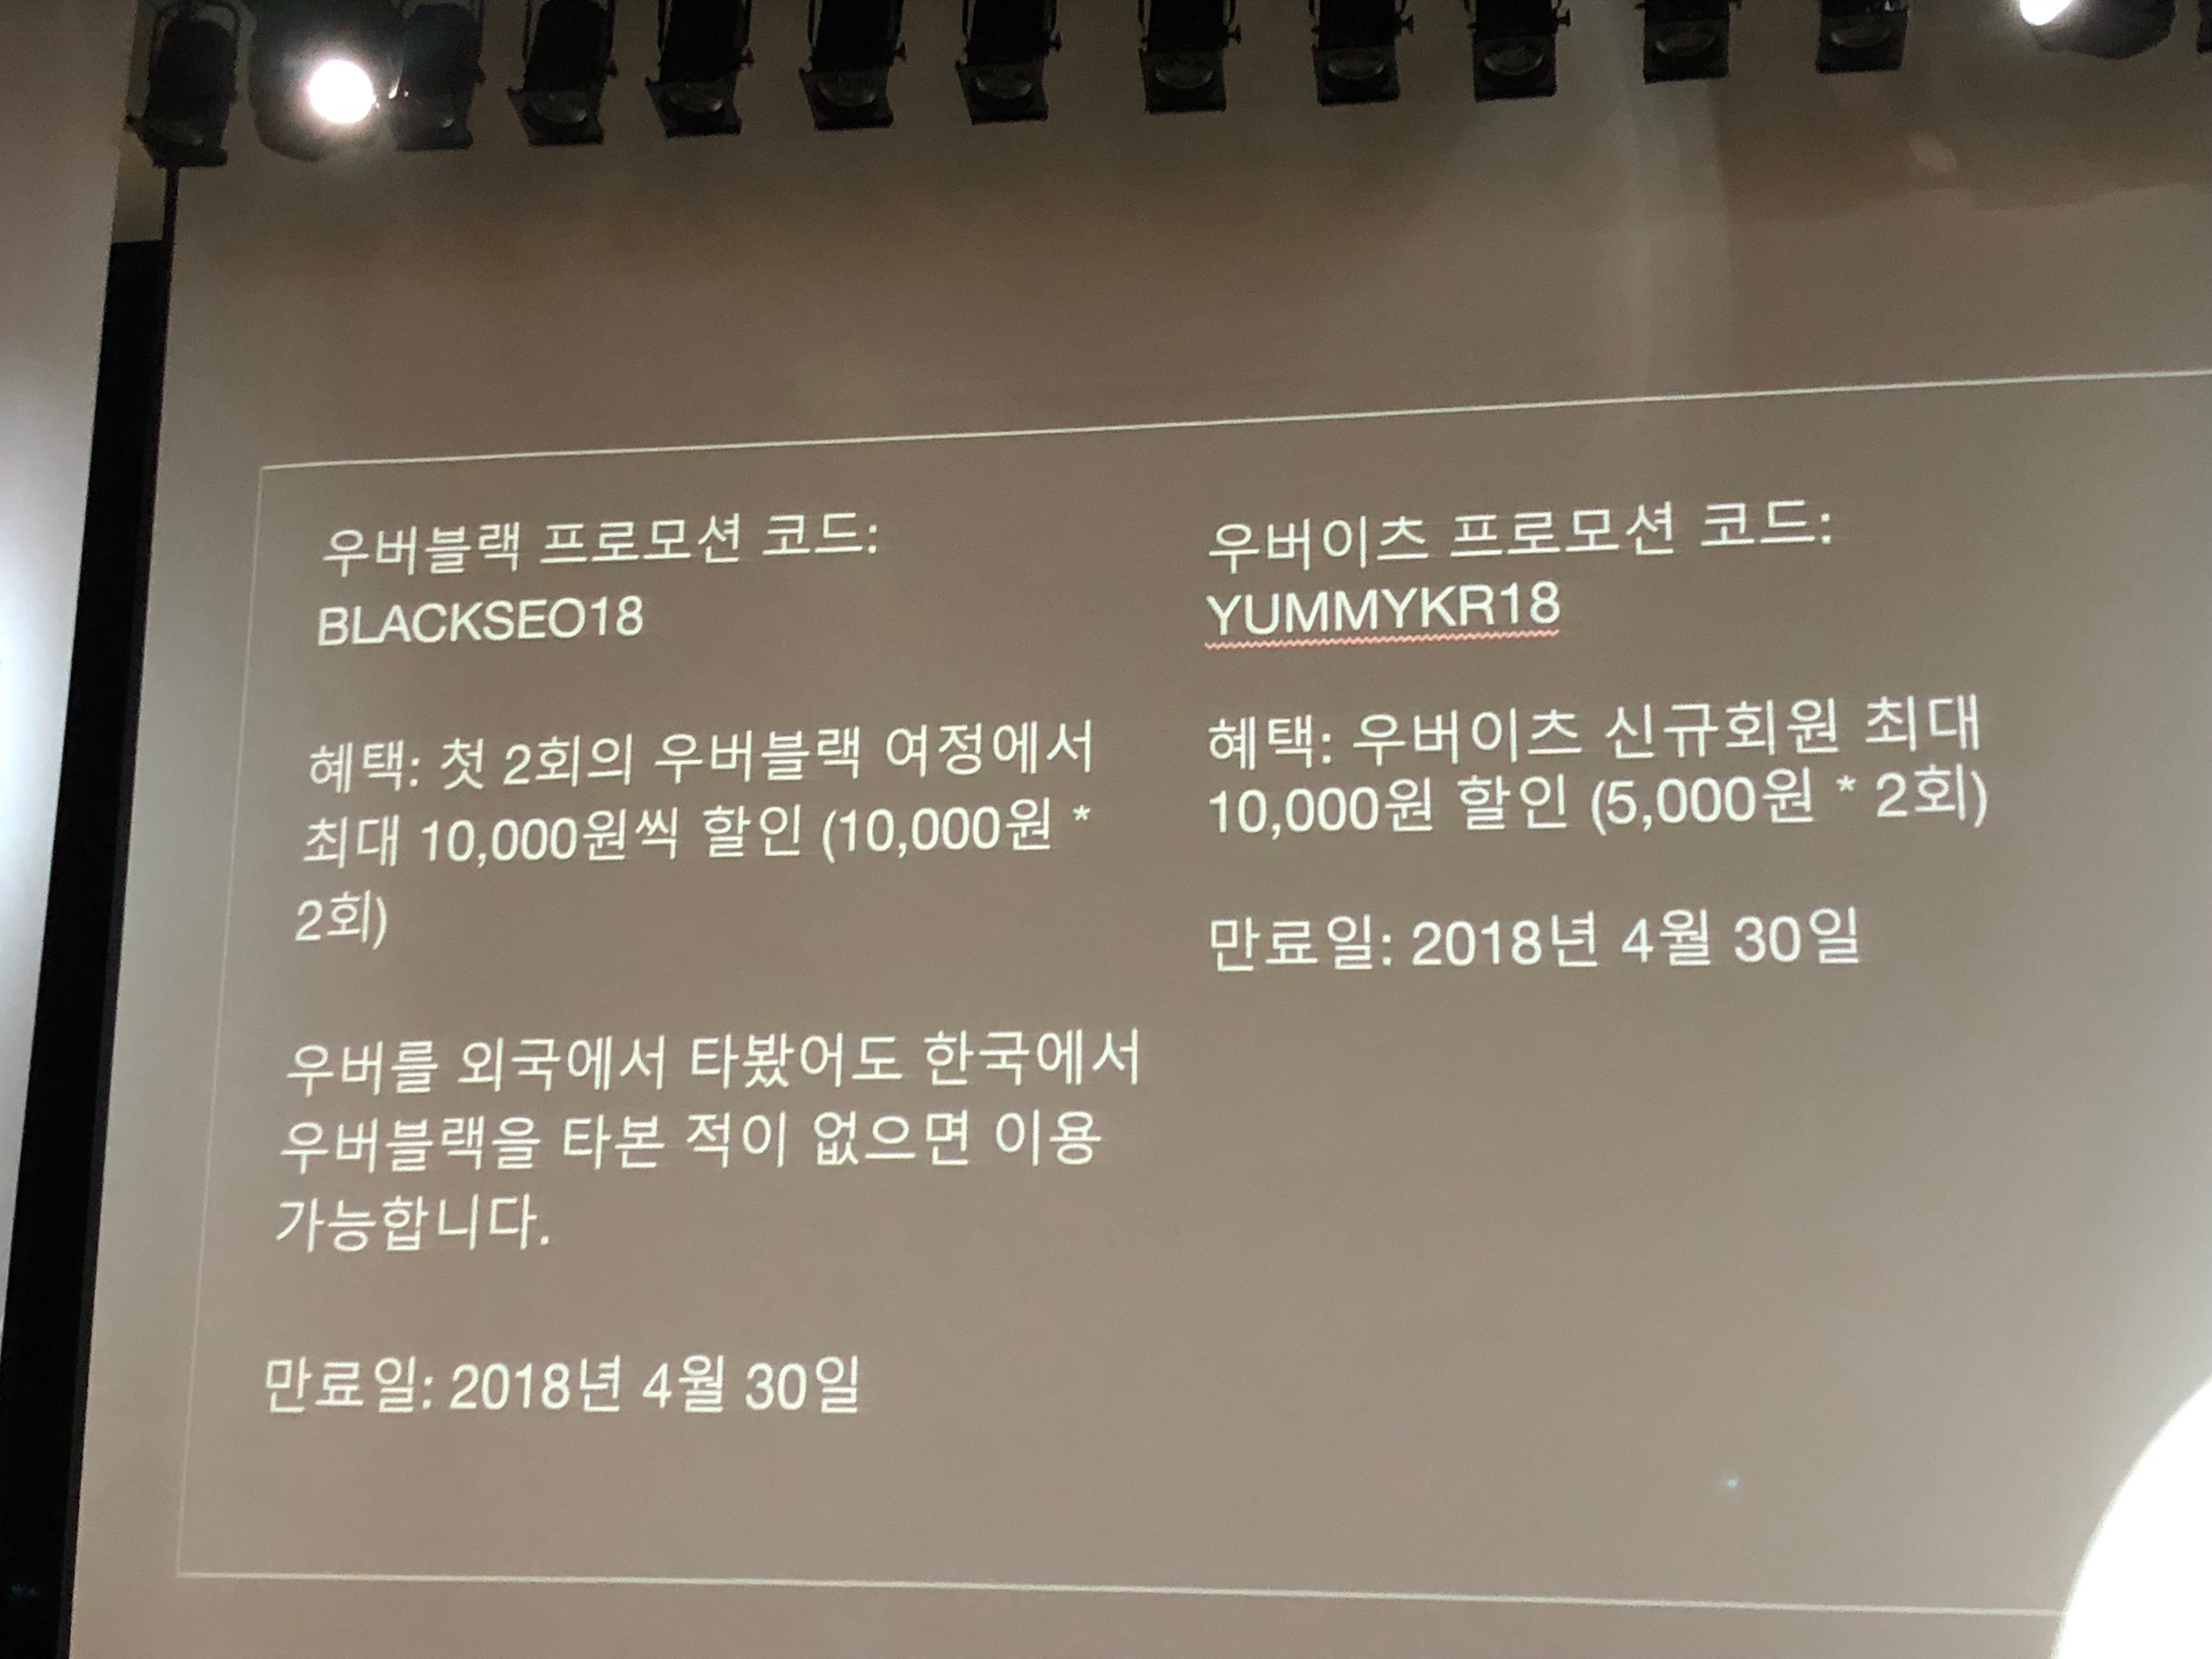 우버블랙 프로모션 코드:
BLACKSEO18
혜택: 첫 2회의 우버블랙 여정에서
최대 10,000원씩 할인 (10,000원 *
2회)
우버를 외국에서 타봤어도 한국에서
우버블랙을 타본 적이 없으면 이용
가능합니다.
만료일: 2018년 4월 30일
우버이츠 프로모션 코드:
YUMMYKR18
혜택: 우버이츠 신규회원 최대
10,000원 할인 (5,000원 * 2회)
만료일: 2018년 4월 30일